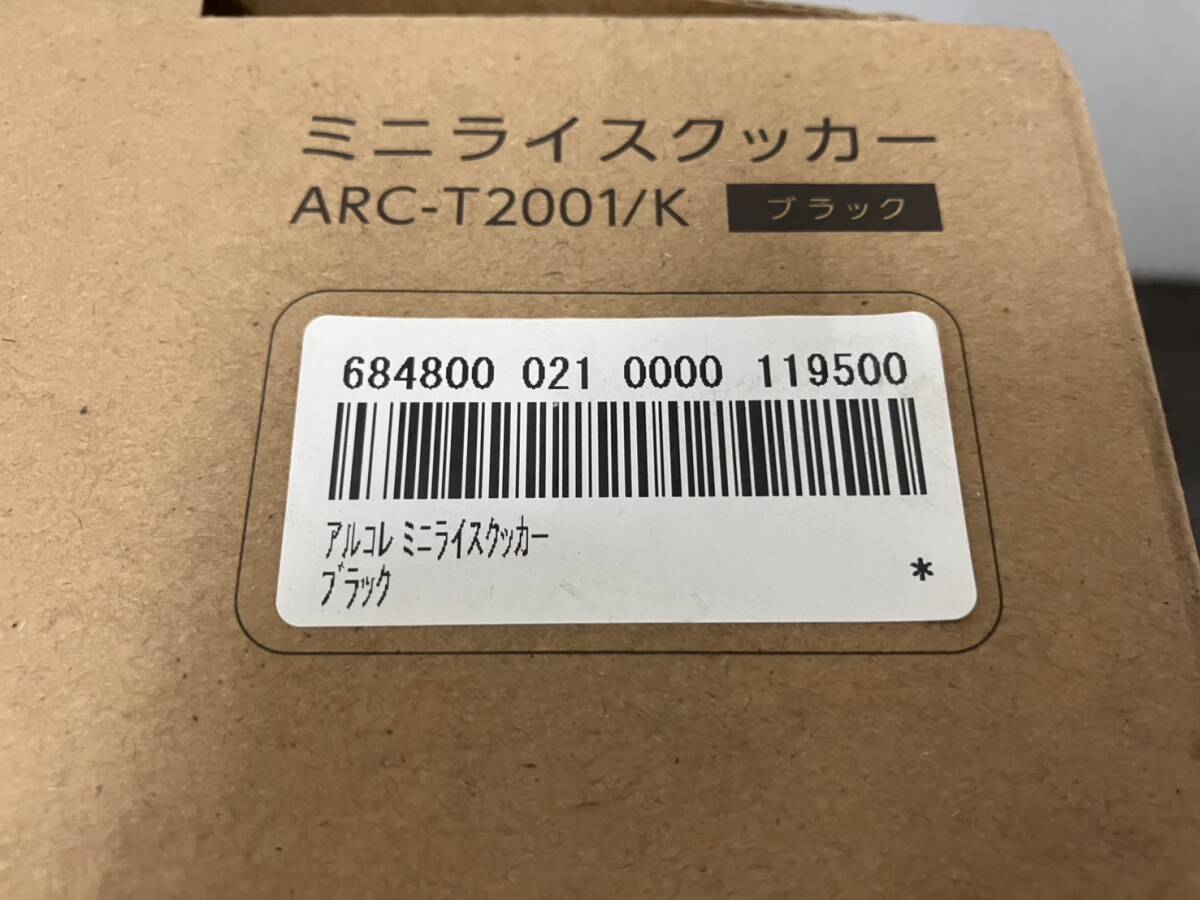 ミニライスクッカー
ARC-T2001/K ブラック
684800 021 0000 119500
ｱﾙｺﾚ ﾐﾆﾗｲｽｸｯｶｰ
ﾌﾞﾗｯｸ *